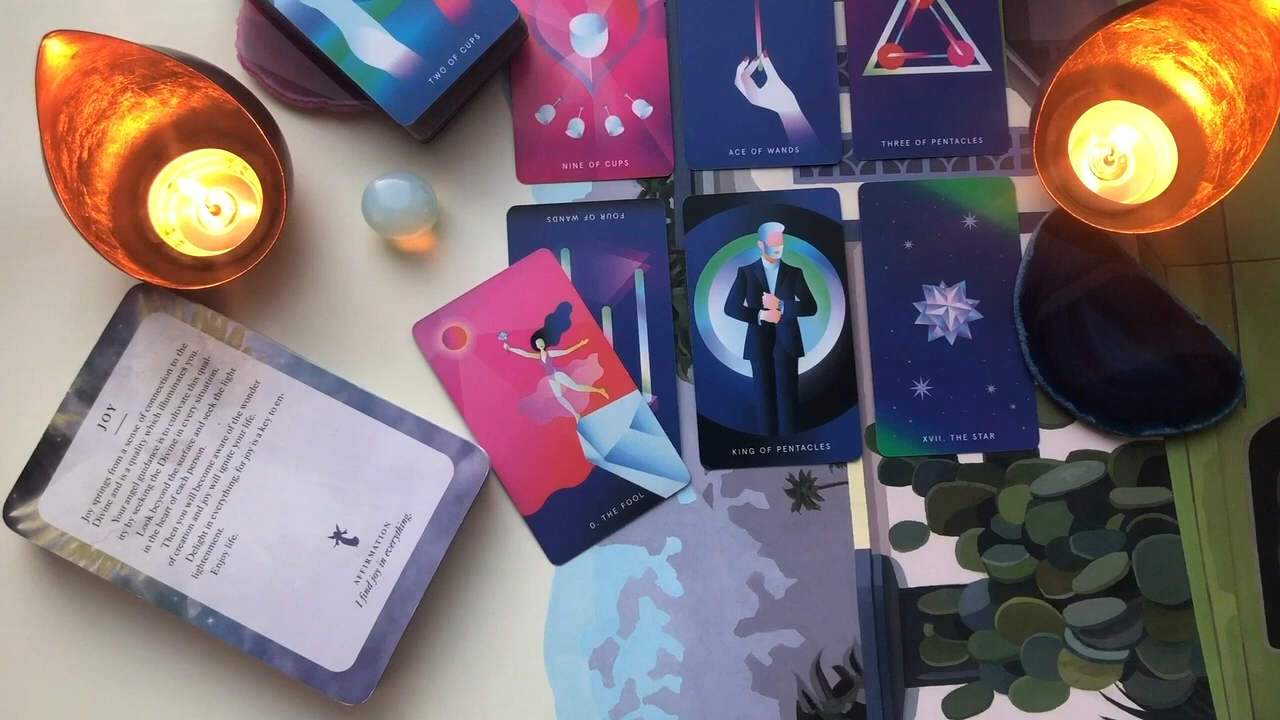 TWO OF CUPS
NINE OF CUPS
ACE OF WANDS
THREE OF PENTACLES
FOUR OF WANDS
KING OF PENTACLES
XVII. THE STAR
0. THE FOOL
JOY
Joy springs from a sense of connection to the
Divine and is a quality which illuminates you.
Your angel guidance is to cultivate this qual-
ity by seeking the Divine in every situation.
Look beyond the surface and seek the light
in the heart of each person.
Then you will become aware of the wonder
of creation and joy will ignite your life.
Delight in everything, for joy is a key to en-
lightenment.
Enjoy life.
AFFIRMATION
I find joy in everything.